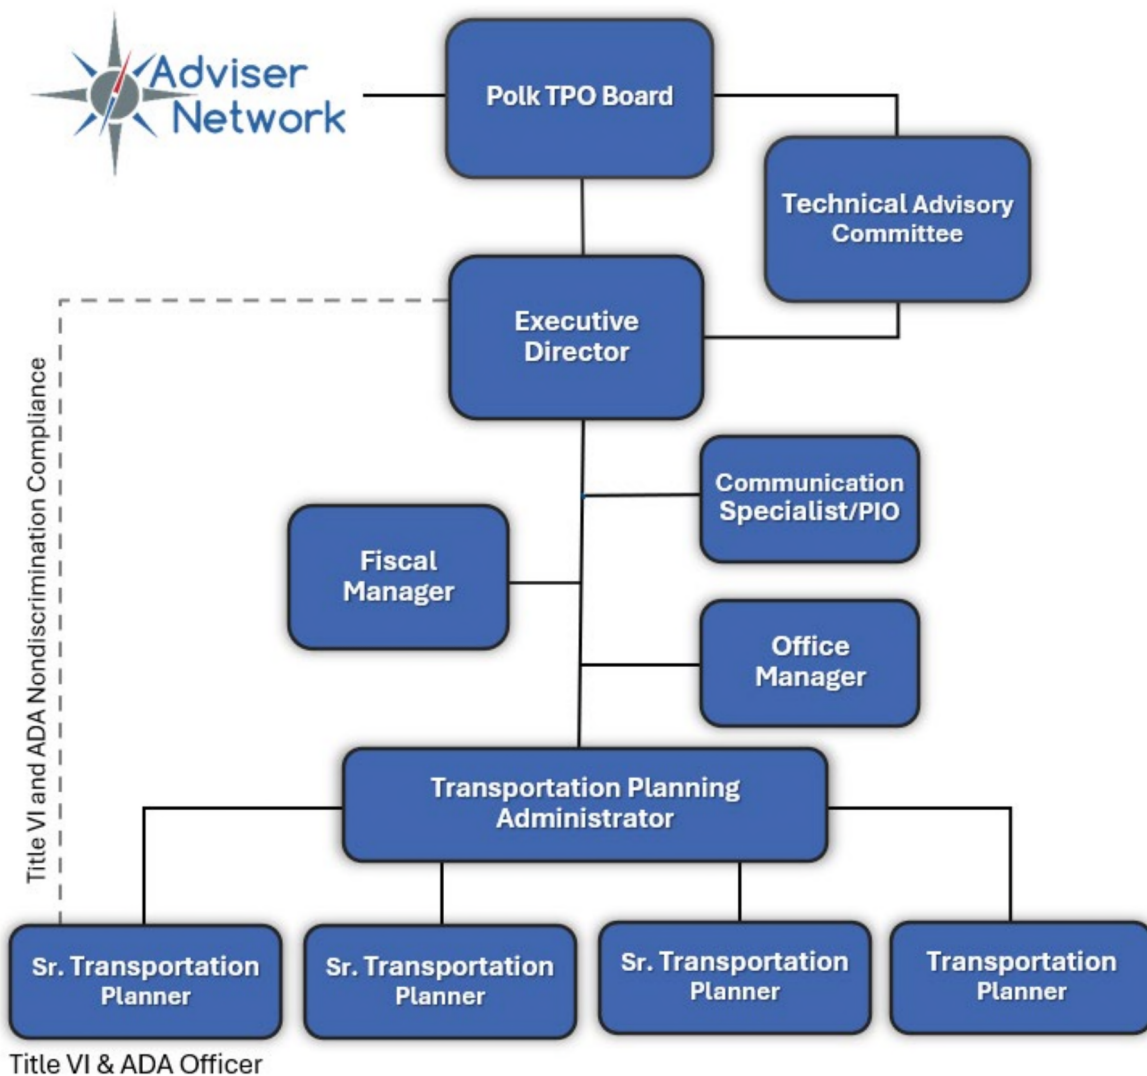 Adviser
Network
Polk TPO Board
Technical Advisory
Committee
Executive
Director
Title VI and ADA Nondiscrimination Compliance
Communication
Specialist/PIO
Fiscal
Manager
Office
Manager
Transportation Planning
Administrator
Sr. Transportation
Planner
Sr. Transportation
Planner
Sr. Transportation
Planner
Transportation
Planner
Title VI & ADA Officer